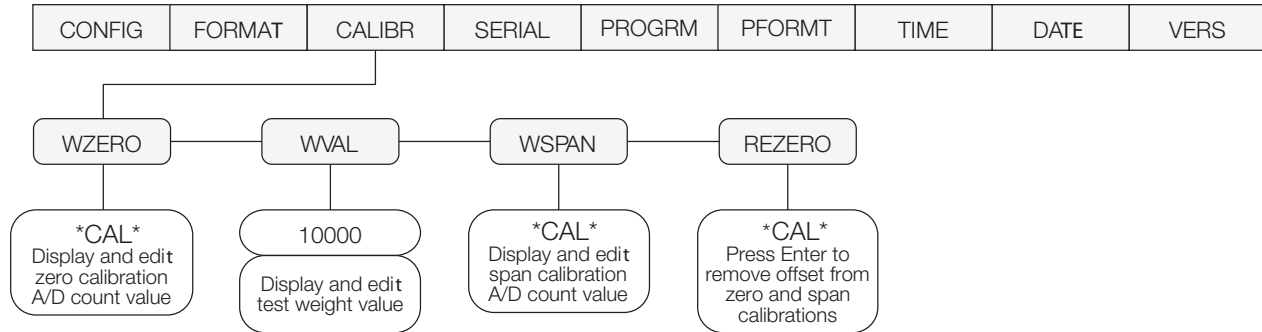 CONFIG FORMAT CALIBR SERIAL PROGRM PFORMT TIME DATE VERS
WZERO WVAL WSPAN REZERO
*CAL*
Display and edit
zero calibration
A/D count value
10000
Display and edit
test weight value
*CAL*
Display and edit
span calibration
A/D count value
*CAL*
Press Enter to
remove offset from
zero and span
calibrations